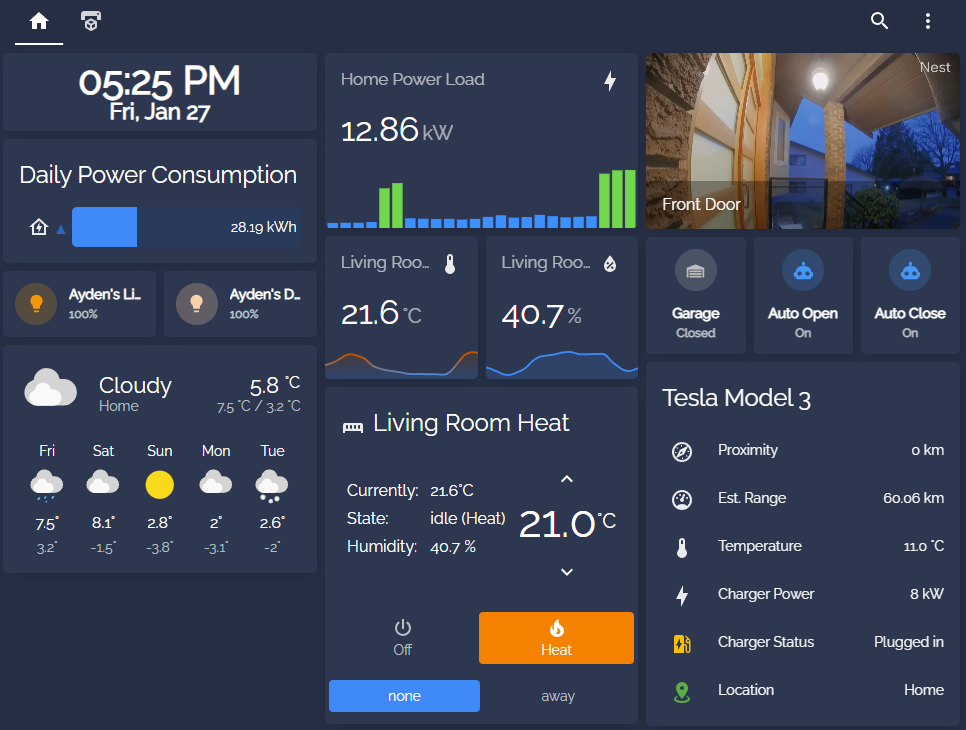 05:25 PM
Fri, Jan 27
Daily Power Consumption
28.19 kWh
Ayden's Li…
100%
Ayden's D…
100%
Cloudy
Home
5.8 °C
7.5 °C / 3.2 °C
Fri Sat Sun Mon Tue
7.5° 8.1° 2.8° 2° 2.6°
3.2° -1.5° -3.8° -3.1° -2°
Home Power Load
12.86 kW
Living Roo…
21.6 °C
Living Roo…
40.7 %
Living Room Heat
Currently: 21.6°C
State: idle (Heat)
Humidity: 40.7 %
21.0 °C
Off
Heat
none
away
Nest
Front Door
Garage
Closed
Auto Open
On
Auto Close
On
Tesla Model 3
Proximity 0 km
Est. Range 60.06 km
Temperature 11.0 °C
Charger Power 8 kW
Charger Status Plugged in
Location Home